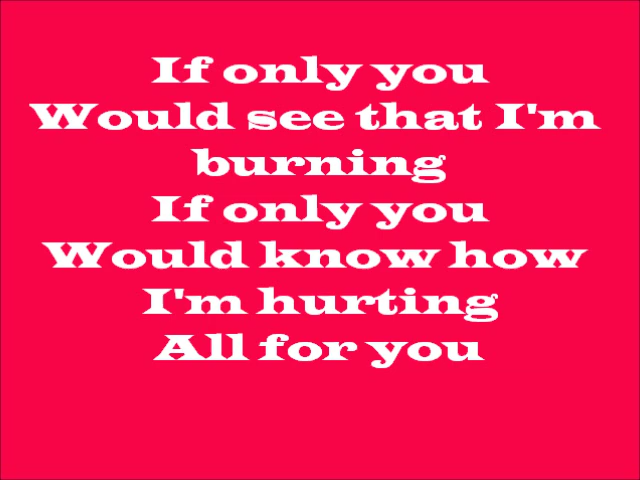 If only you
Would see that I'm
burning
If only you
Would know how
I'm hurting
All for you